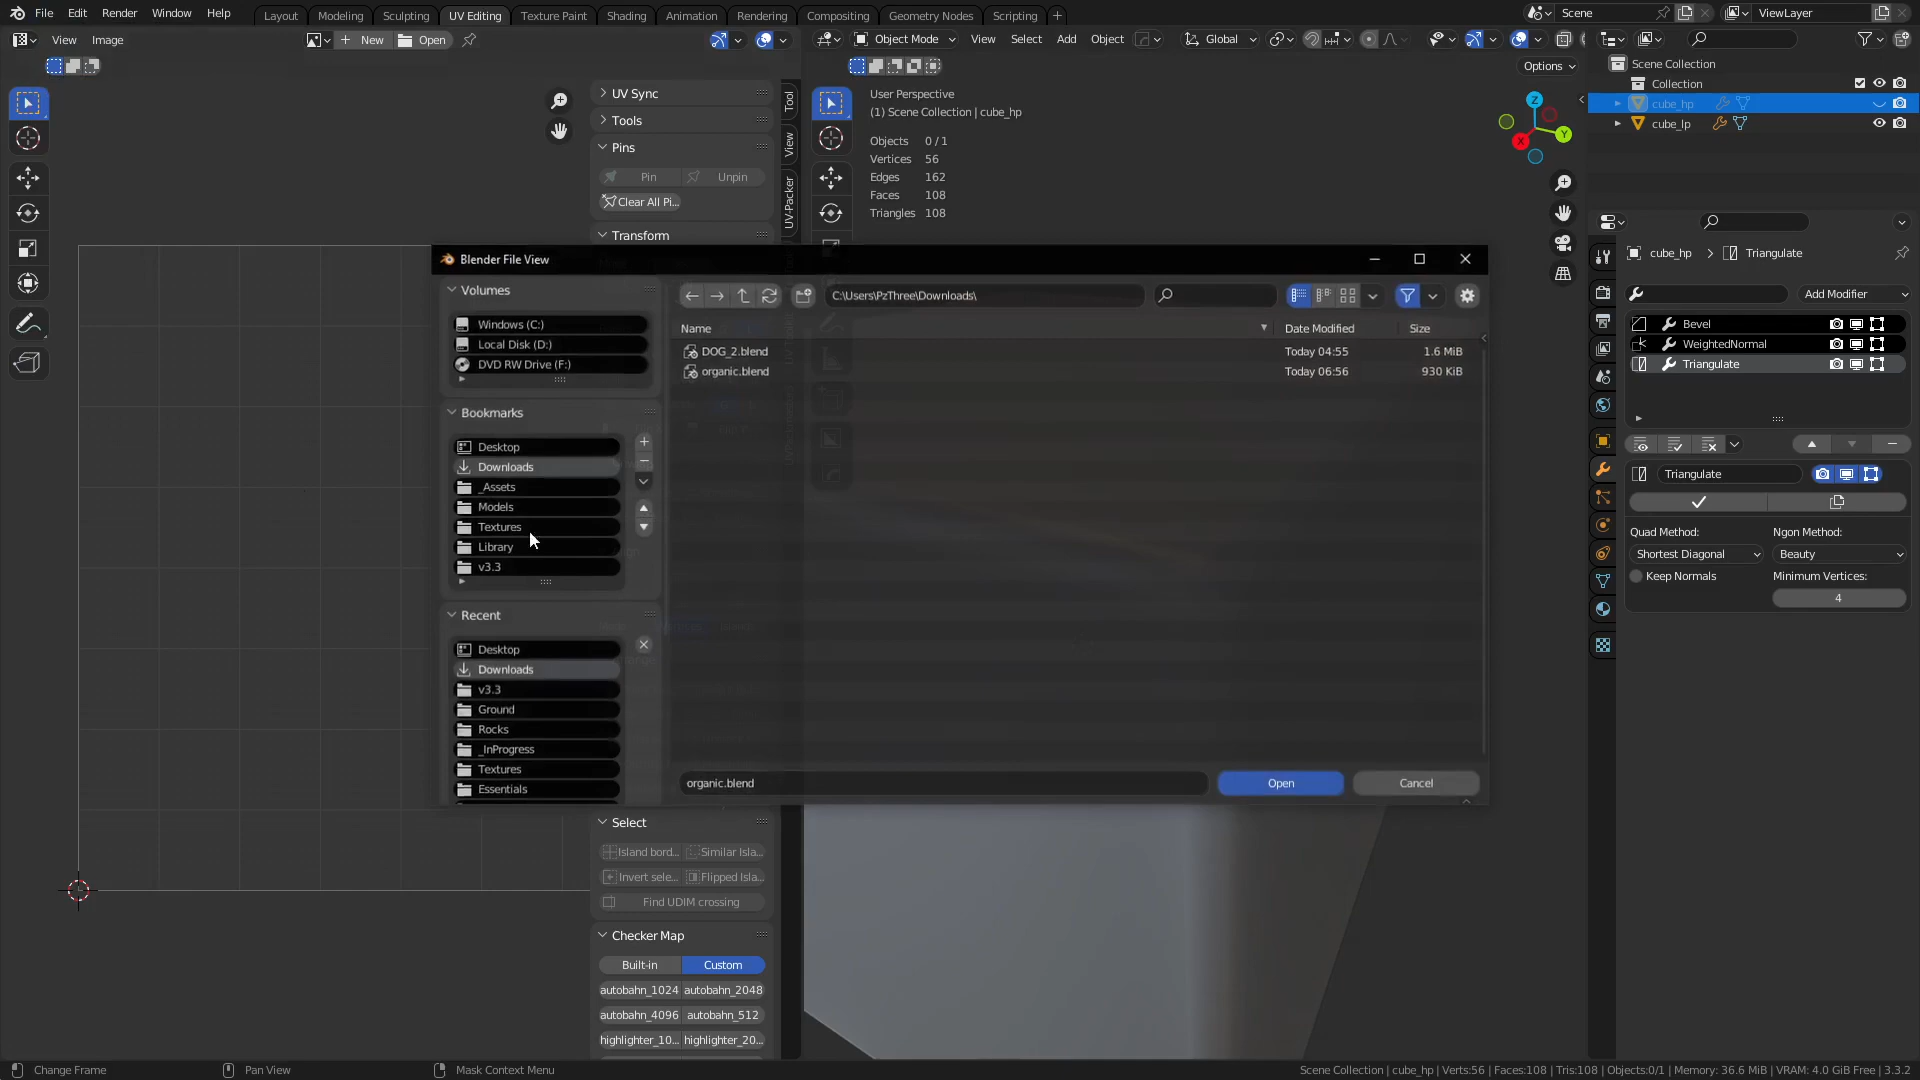 File Edit Render Window Help Layout Modeling Sculpting UV Editing Texture Paint Shading Animation Rendering Compositing Geometry Nodes Scripting + Scene ViewLayer
View Image New Open Object Mode View Select Add Object Global
Options
Scene Collection
Collection
cube_hp
cube_lp
UV Sync
Tools
Pins
Pin Unpin
Clear All Pi...
Transform
Tool
View
UV-Packer
User Perspective
(1) Scene Collection | cube_hp
Objects 0 / 1
Vertices 56
Edges 162
Faces 108
Triangles 108
Z
Y
X
Blender File View
Volumes
Windows (C:)
Local Disk (D:)
DVD RW Drive (F:)
Bookmarks
Desktop
Downloads
_Assets
Models
Textures
Library
v3.3
Recent
Desktop
Downloads
v3.3
Ground
Rocks
_InProgress
Textures
Essentials
C:\Users\PzThree\Downloads\
Name Date Modified Size
DOG_2.blend Today 04:55 1.6 MiB
organic.blend Today 06:56 930 KiB
organic.blend Open Cancel
Select
Island bord... Similar Isla...
Invert sele... Flipped Isla...
Find UDIM crossing
Checker Map
Built-in Custom
autobahn_1024 autobahn_2048
autobahn_4096 autobahn_512
highlighter_10... highlighter_20...
cube_hp Triangulate
Add Modifier
Bevel
WeightedNormal
Triangulate
Triangulate
Quad Method: Ngon Method:
Shortest Diagonal Beauty
Keep Normals Minimum Vertices:
4
Change Frame Pan View Mask Context Menu Scene Collection | cube_hp | Verts:56 | Faces:108 | Tris:108 | Objects:0/1 | Memory: 36.6 MiB | VRAM: 4.0 GiB Free | 3.3.2